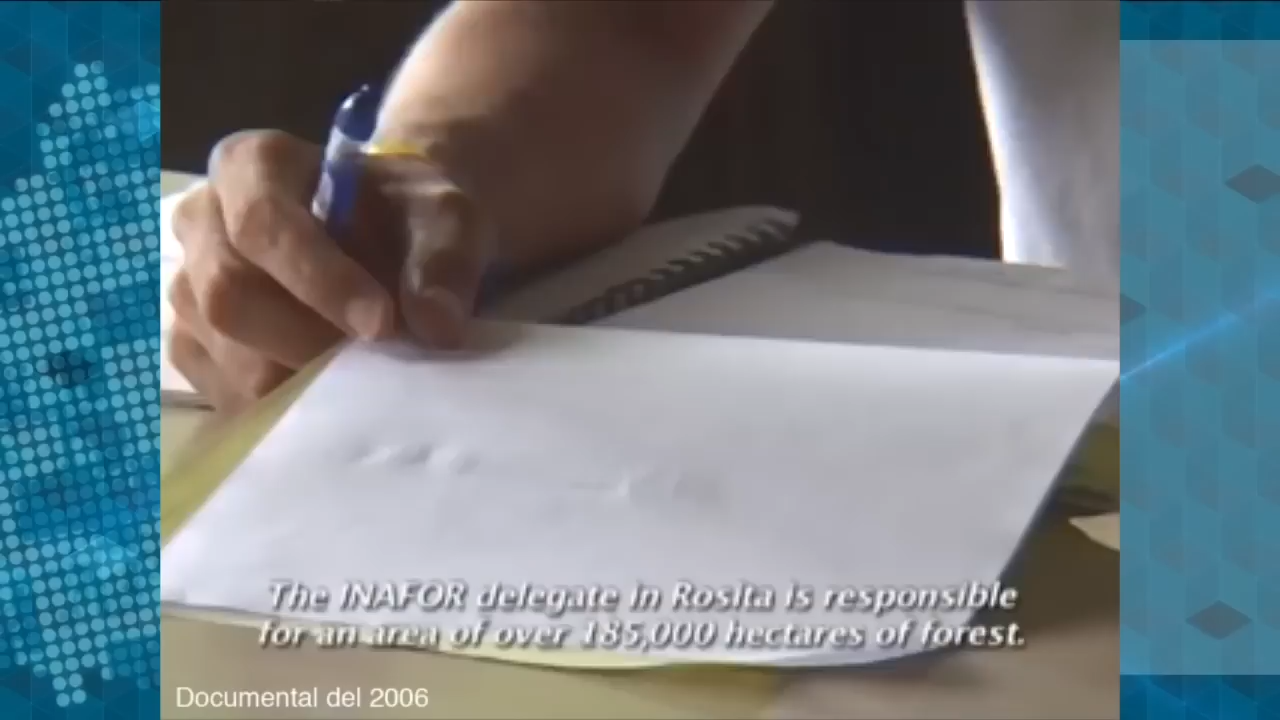 The INAFOR delegate in Rosita is responsible
for an area of over 185,000 hectares of forest.
Documental del 2006